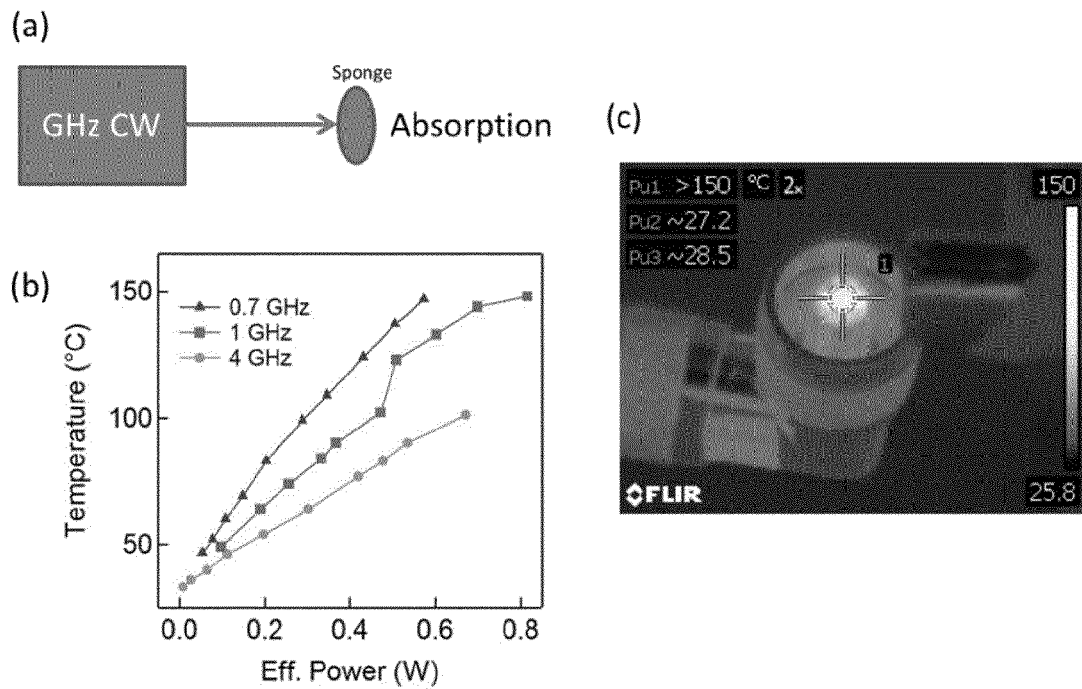 (a)
Sponge
GHz CW
Absorption
(b)
150
100
50
Temperature (°C)
0.7 GHz
1 GHz
4 GHz
0.0 0.2 0.4 0.6 0.8
Eff. Power (W)
(c)
Pu1 >150 °C 2x
Pu2 ~27.2
Pu3 ~28.5
150
1
FLIR
25.8